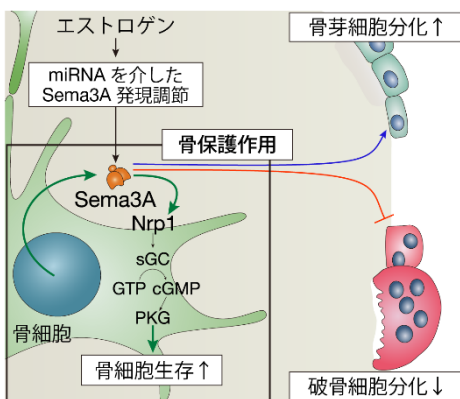 エストロゲン
骨芽細胞分化↑
miRNA を介した
Sema3A 発現調節
骨保護作用
Sema3A
Nrp1
sGC
GTP cGMP
PKG
骨細胞
骨細胞生存↑
破骨細胞分化↓